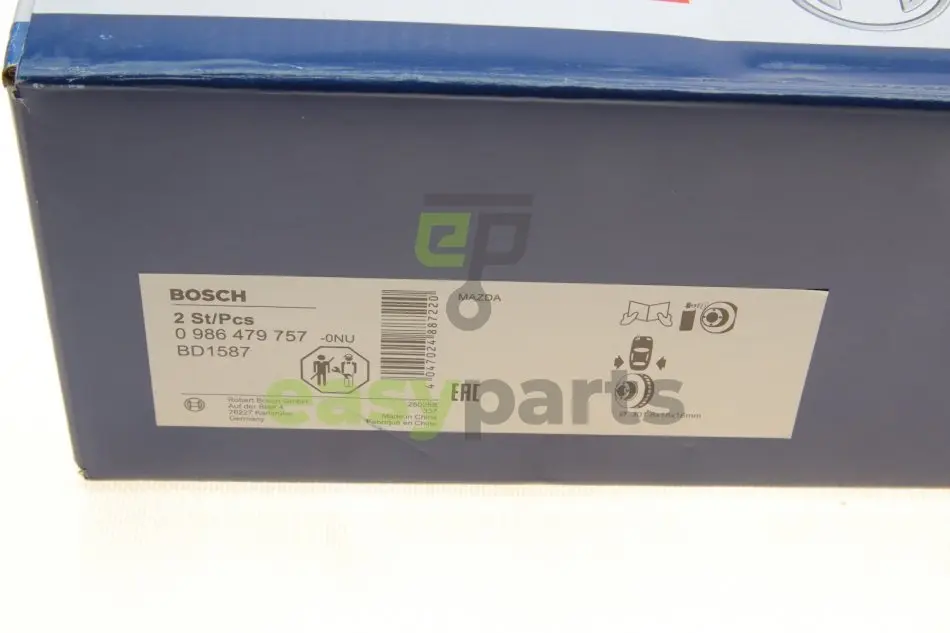 BOSCH
2 St/Pcs
0 986 479 757 -0NU
BD1587
4 047024 887220
MAZDA
EAC
Robert Bosch GmbH
Auf der Breit 4
76227 Karlsruhe
Germany
Made in China
Fabriqué en Chine
ep
easyparts